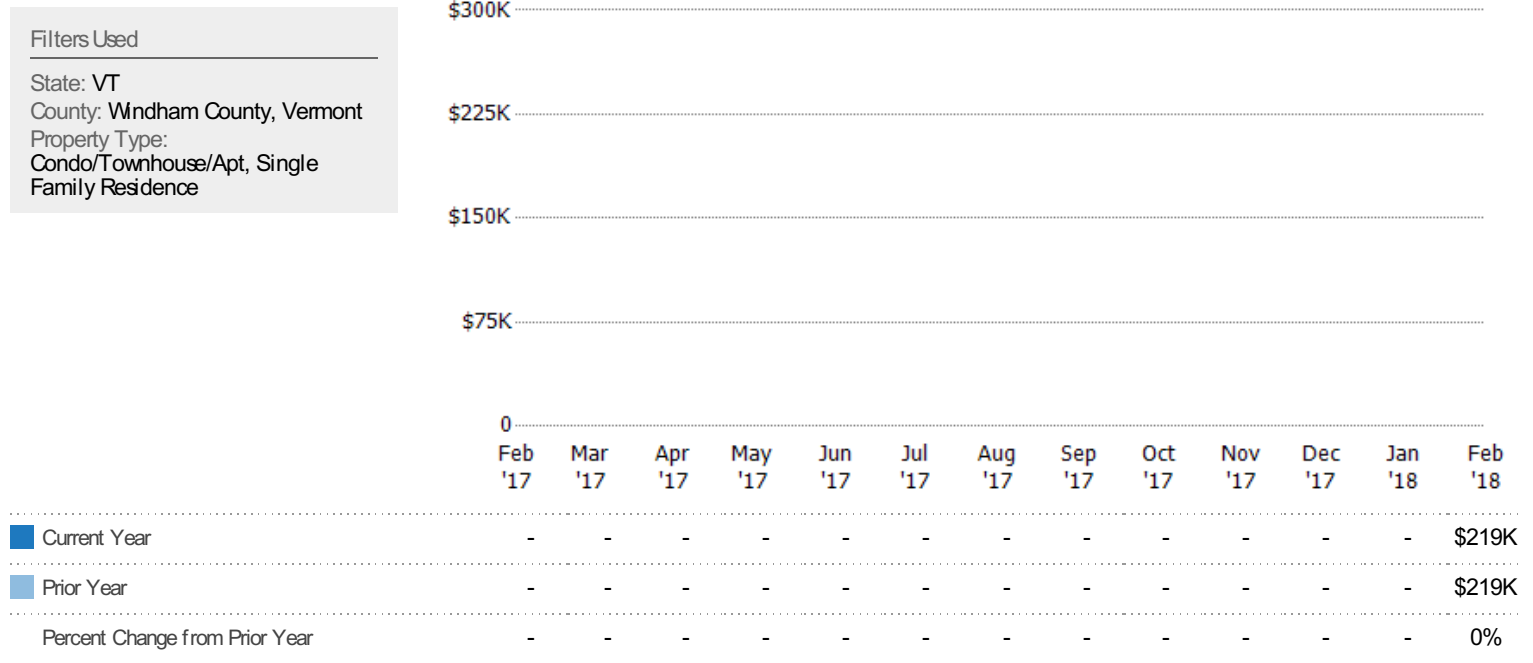 Filters Used
State: VT
County: Windham County, Vermont
Property Type:
Condo/Townhouse/Apt, Single
Family Residence
$300K
$225K
$150K
$75K
0
Feb Mar Apr May Jun Jul Aug Sep Oct Nov Dec Jan Feb
'17 '17 '17 '17 '17 '17 '17 '17 '17 '17 '17 '18 '18
Current Year - - - - - - - - - - - - $219K
Prior Year - - - - - - - - - - - - $219K
Percent Change from Prior Year - - - - - - - - - - - - 0%